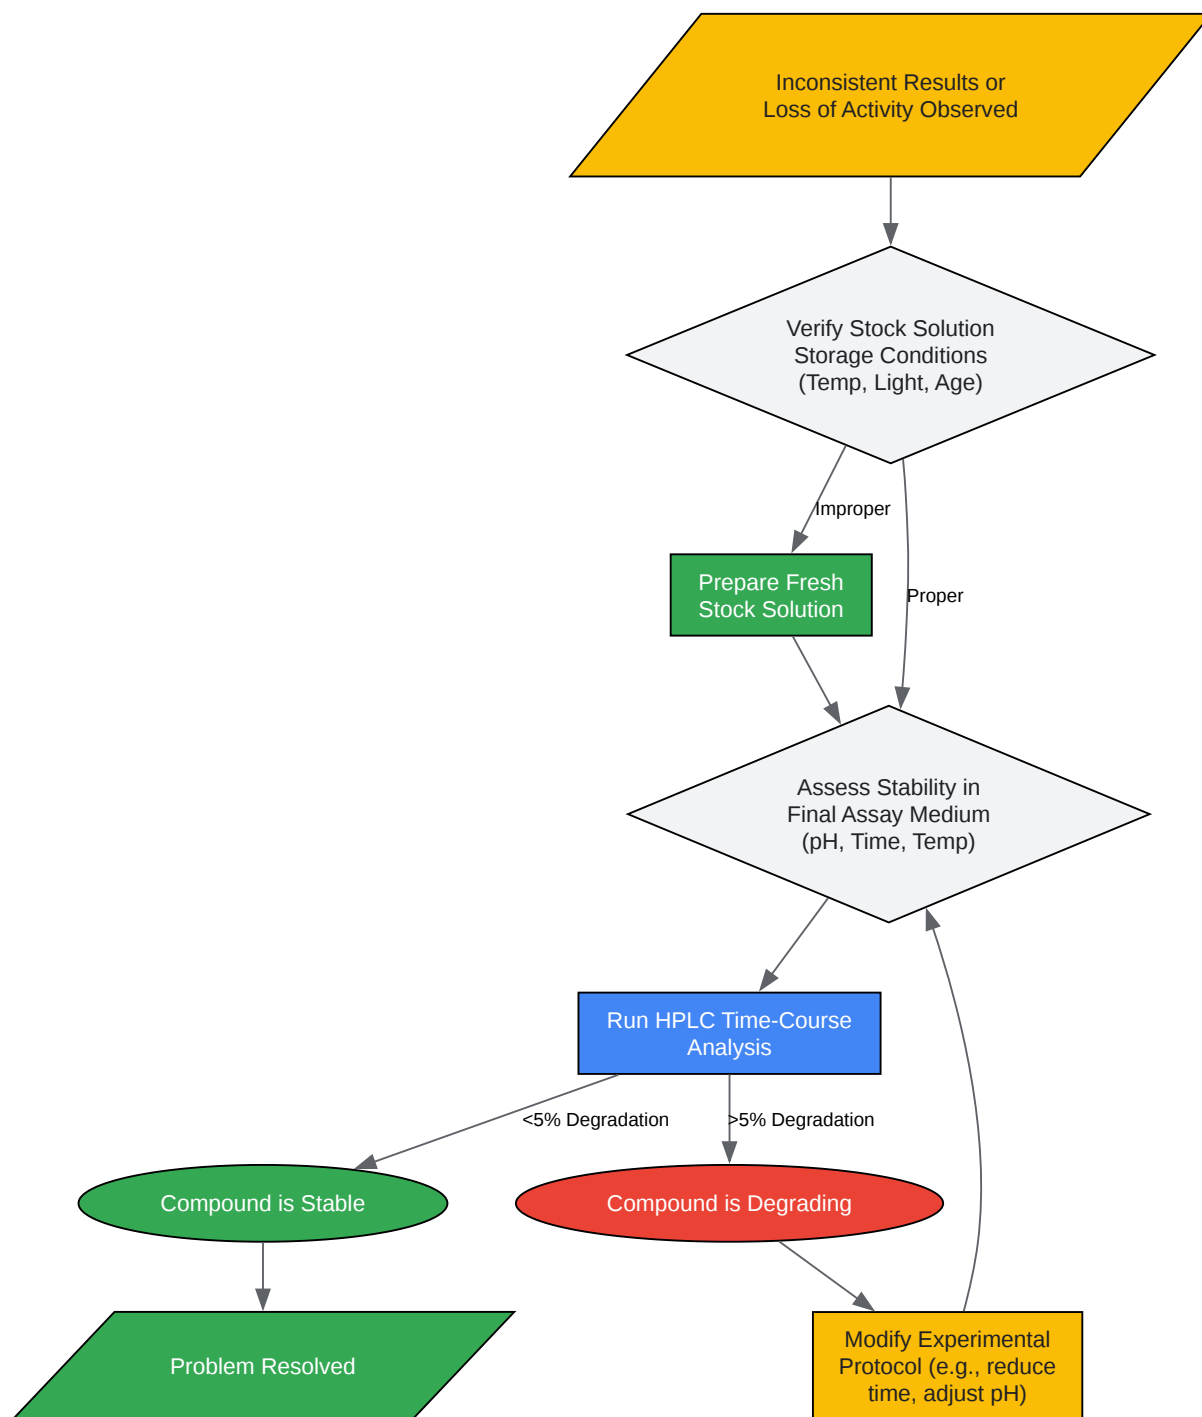 Inconsistent Results or
Loss of Activity Observed
Verify Stock Solution
Storage Conditions
(Temp, Light, Age)
Improper
Prepare Fresh
Stock Solution
Proper
Assess Stability in
Final Assay Medium
(pH, Time, Temp)
Run HPLC Time-Course
Analysis
<5% Degradation
>5% Degradation
Compound is Stable
Compound is Degrading
Problem Resolved
Modify Experimental
Protocol (e.g., reduce
time, adjust pH)